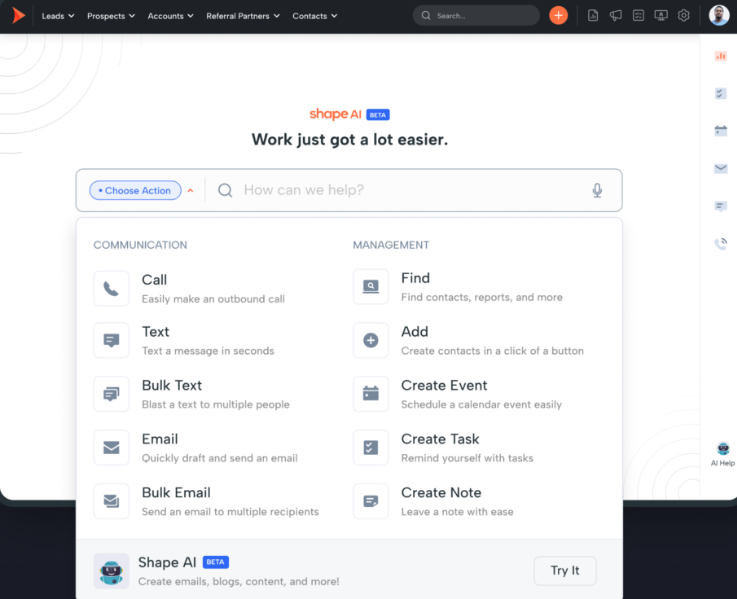 Leads Prospects Accounts Referral Partners Contacts Search...
shape AI BETA
Work just got a lot easier.
• Choose Action How can we help?
COMMUNICATION
Call
Easily make an outbound call
Text
Text a message in seconds
Bulk Text
Blast a text to multiple people
Email
Quickly draft and send an email
Bulk Email
Send an email to multiple recipients
MANAGEMENT
Find
Find contacts, reports, and more
Add
Create contacts in a click of a button
Create Event
Schedule a calendar event easily
Create Task
Remind yourself with tasks
Create Note
Leave a note with ease
AI Help
Shape AI BETA
Create emails, blogs, content, and more!
Try It